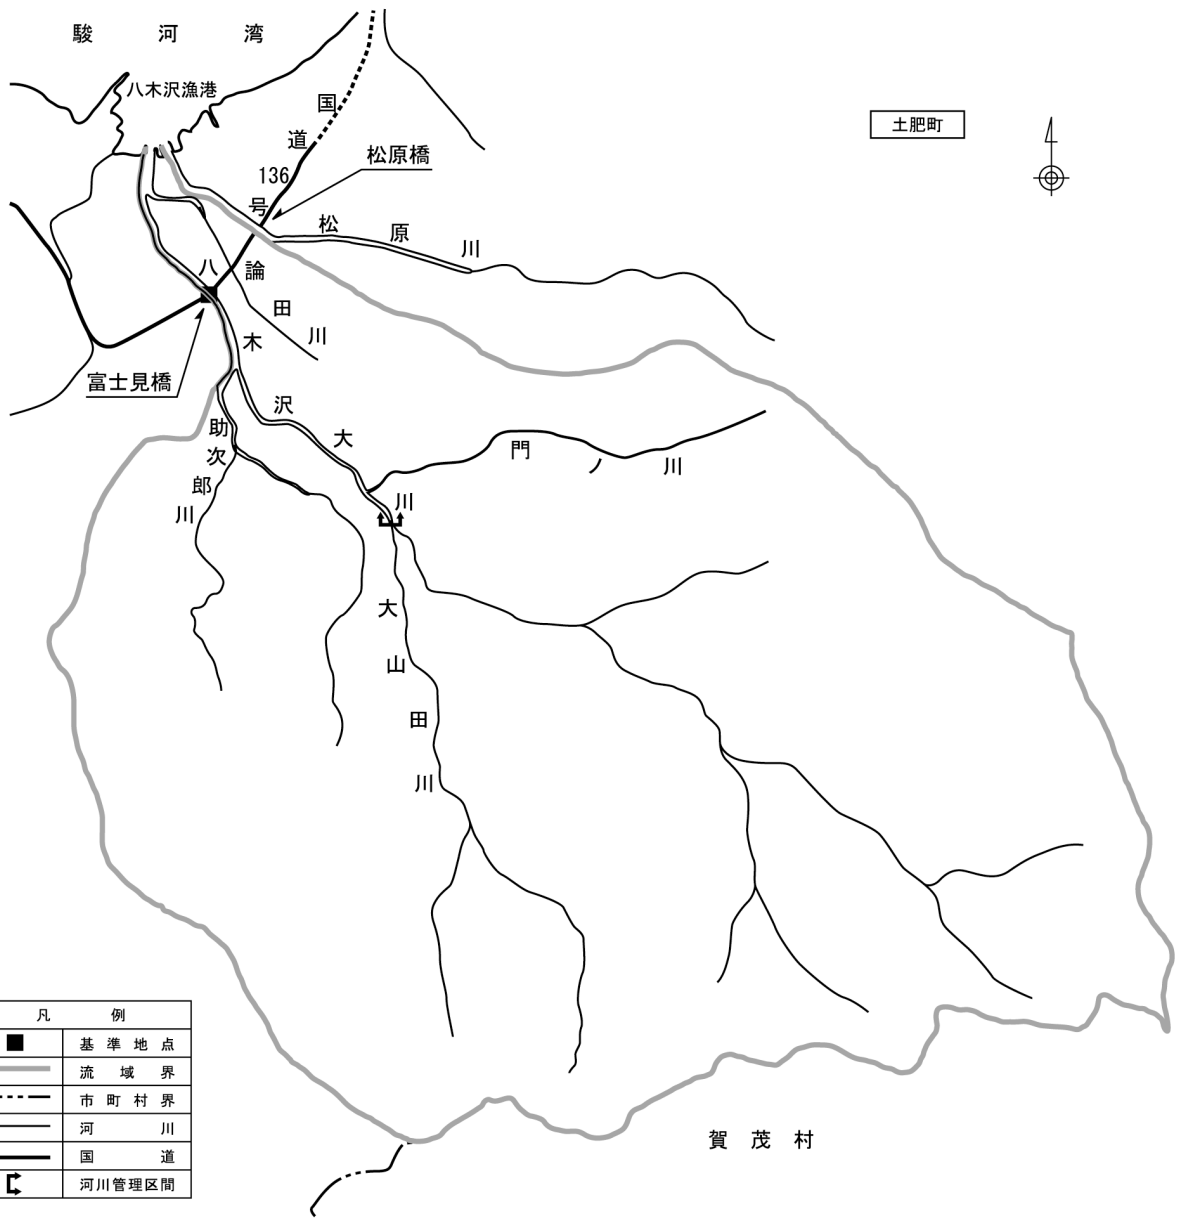 駿河湾
八木沢漁港
国道136号
松原橋
土肥町
松原川
論田川
八木沢大川
富士見橋
助次郎川
門ノ川
大山田川
賀茂村
凡例
基準地点
流域界
市町村界
河川
国道
河川管理区間